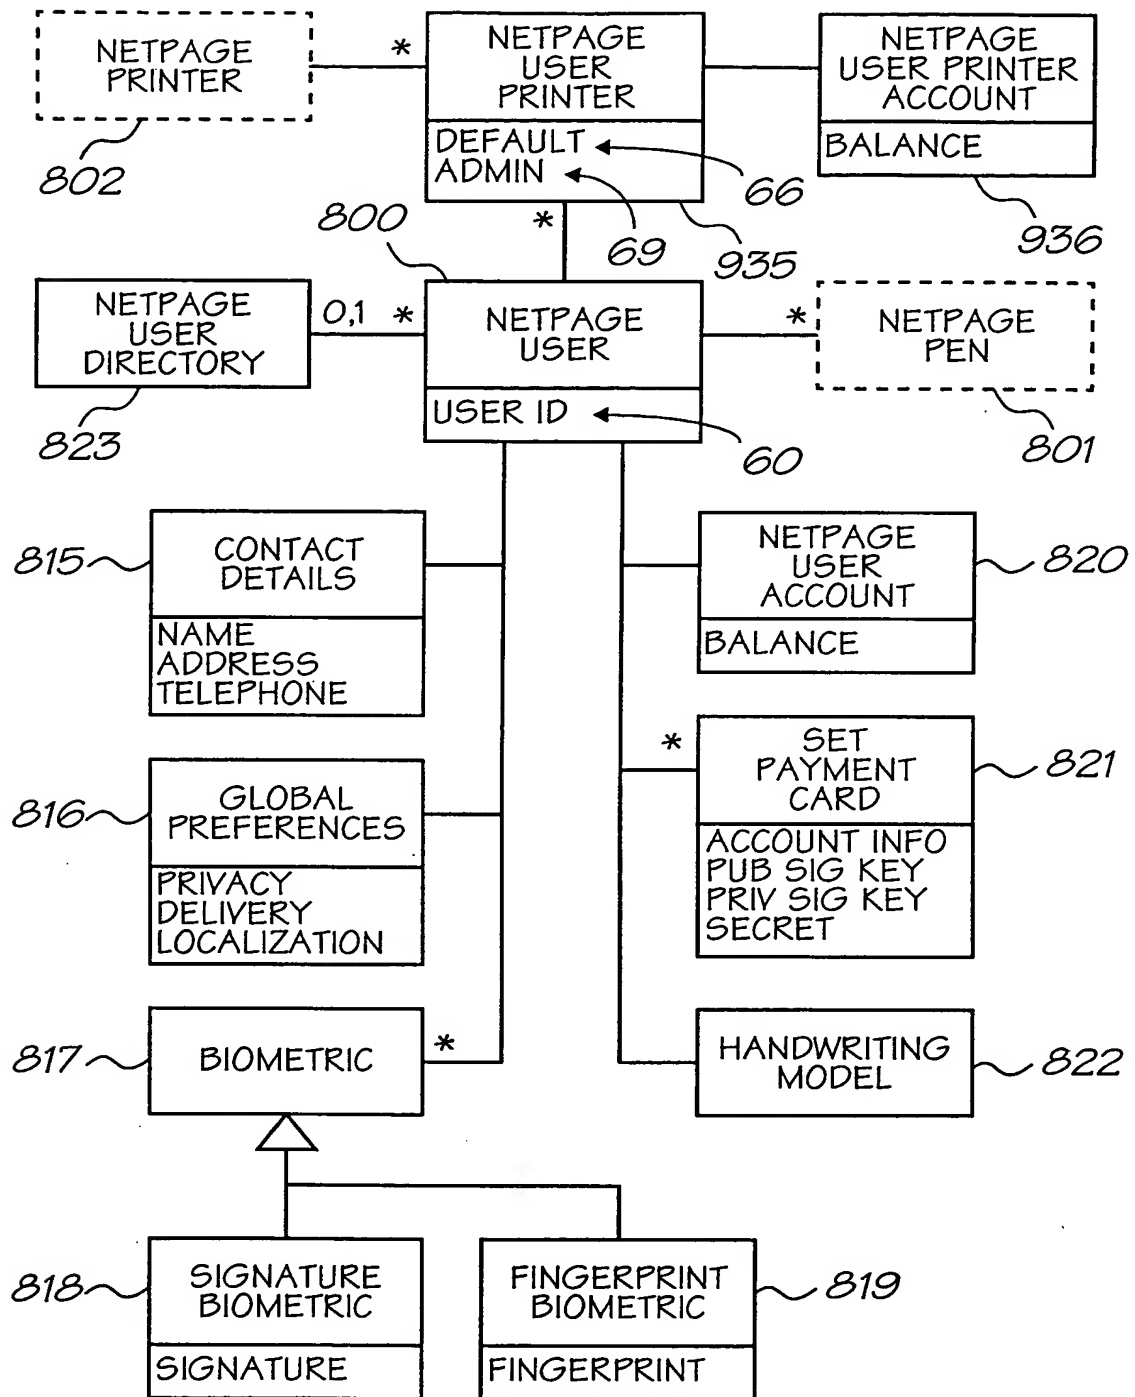 NETPAGE
PRINTER
802
*
NETPAGE
USER
PRINTER
DEFAULT
ADMIN
66
69
935
NETPAGE
USER PRINTER
ACCOUNT
BALANCE
936
*
800
NETPAGE
USER
DIRECTORY
823
0,1
*
NETPAGE
USER
USER ID
60
*
NETPAGE
PEN
801
815
CONTACT
DETAILS
NAME
ADDRESS
TELEPHONE
NETPAGE
USER
ACCOUNT
BALANCE
820
816
GLOBAL
PREFERENCES
PRIVACY
DELIVERY
LOCALIZATION
*
SET
PAYMENT
CARD
ACCOUNT INFO
PUB SIG KEY
PRIV SIG KEY
SECRET
821
817
BIOMETRIC
*
HANDWRITING
MODEL
822
818
SIGNATURE
BIOMETRIC
SIGNATURE
FINGERPRINT
BIOMETRIC
FINGERPRINT
819